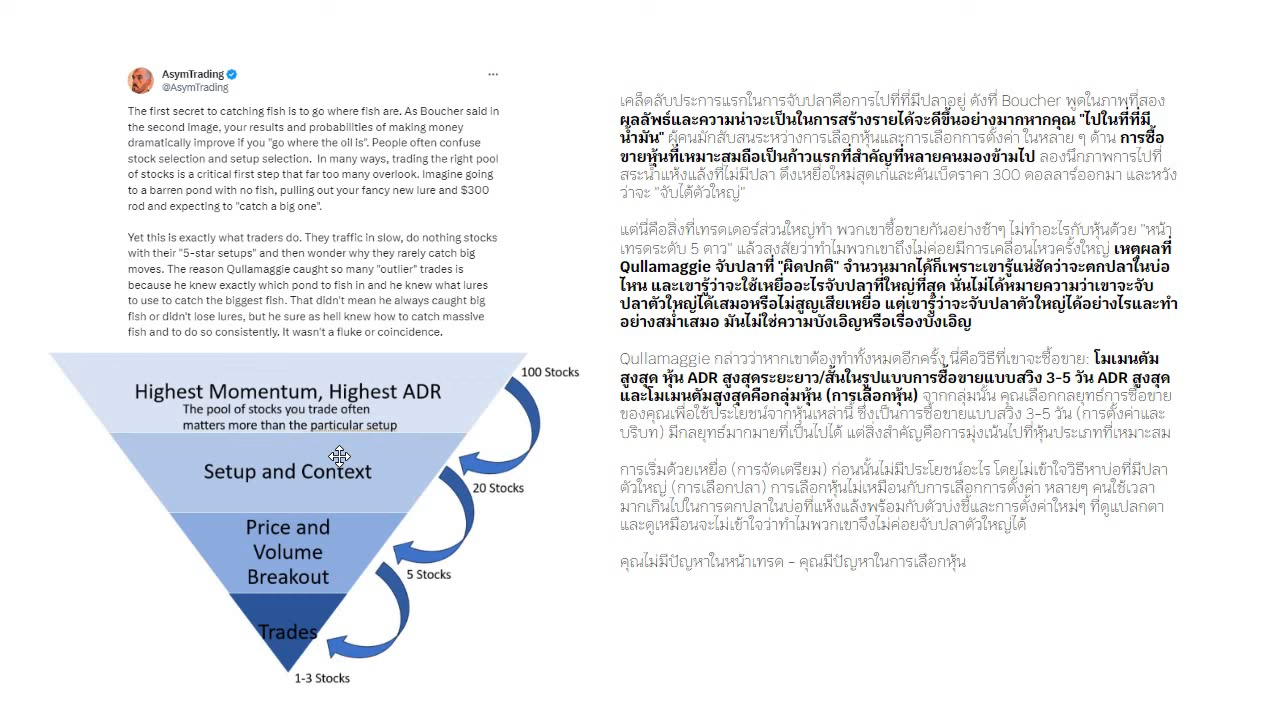 AsymTrading
@AsymTrading
The first secret to catching fish is to go where fish are. As Boucher said in
the second image, your results and probabilities of making money
dramatically improve if you "go where the oil is". People often confuse
stock selection and setup selection.  In many ways, trading the right pool
of stocks is a critical first step that far too many overlook. Imagine going
to a barren pond with no fish, pulling out your fancy new lure and $300
rod and expecting to "catch a big one".
Yet this is exactly what traders do. They traffic in slow, do nothing stocks
with their "5-star setups" and then wonder why they rarely catch big
moves. The reason Qullamaggie caught so many "outlier" trades is
because he knew exactly which pond to fish in and he knew what lures
to use to catch the biggest fish. That didn't mean he always caught big
fish or didn't lose lures, but he sure as hell knew how to catch massive
fish and to do so consistently. It wasn't a fluke or coincidence.
Highest Momentum, Highest ADR
The pool of stocks you trade often
matters more than the particular setup
100 Stocks
Setup and Context
20 Stocks
Price and
Volume
Breakout
5 Stocks
Trades
1-3 Stocks
เคล็ดลับประการแรกในการจับปลาคือการไปที่ที่มีปลาอยู่ ดังที่ Boucher พูดในภาพที่สอง
ผลลัพธ์และความน่าจะเป็นในการสร้างรายได้จะดีขึ้นอย่างมากหากคุณ "ไปในที่ที่มี
น้ำมัน" ผู้คนมักสับสนระหว่างการเลือกหุ้นและการเลือกการตั้งค่า ในหลาย ๆ ด้าน การซื้อ
ขายหุ้นที่เหมาะสมถือเป็นก้าวแรกที่สำคัญที่หลายคนมองข้ามไป ลองนึกภาพการไปที่
สระน้ำแห้งแล้งที่ไม่มีปลา ดึงเหยื่อใหม่สุดเก๋และคันเบ็ดราคา 300 ดอลลาร์ออกมา และหวัง
ว่าจะ "จับได้ตัวใหญ่"
แต่นี่คือสิ่งที่เทรดเดอร์ส่วนใหญ่ทำ พวกเขาซื้อขายกันอย่างช้าๆ ไม่ทำอะไรกับหุ้นด้วย "หน้า
เทรดระดับ 5 ดาว" แล้วสงสัยว่าทำไมพวกเขาถึงไม่ค่อยมีการเคลื่อนไหวครั้งใหญ่ เหตุผลที่
Qullamaggie จับปลาที่ "ผิดปกติ" จำนวนมากได้ก็เพราะเขารู้แน่ชัดว่าจะตกปลาในบ่อ
ไหน และเขารู้ว่าจะใช้เหยื่ออะไรจับปลาที่ใหญ่ที่สุด นั่นไม่ได้หมายความว่าเขาจะจับ
ปลาตัวใหญ่ได้เสมอหรือไม่สูญเสียเหยื่อ แต่เขารู้ว่าจะจับปลาตัวใหญ่ได้อย่างไรและทำ
อย่างสม่ำเสมอ มันไม่ใช่ความบังเอิญหรือเรื่องบังเอิญ
Qullamaggie กล่าวว่าหากเขาต้องทำทั้งหมดอีกครั้ง นี่คือวิธีที่เขาจะซื้อขาย: โมเมนตัม
สูงสุด หุ้น ADR สูงสุดระยะยาว/สั้นในรูปแบบการซื้อขายแบบสวิง 3-5 วัน ADR สูงสุด
และโมเมนตัมสูงสุดคือกลุ่มหุ้น (การเลือกหุ้น) จากกลุ่มนั้น คุณเลือกกลยุทธ์การซื้อขาย
ของคุณเพื่อใช้ประโยชน์จากหุ้นเหล่านี้ ซึ่งเป็นการซื้อขายแบบสวิง 3-5 วัน (การตั้งค่าและ
บริบท) มีกลยุทธ์มากมายที่เป็นไปได้ แต่สิ่งสำคัญคือการมุ่งเน้นไปที่หุ้นประเภทที่เหมาะสม
การเริ่มด้วยเหยื่อ (การจัดเตรียม) ก่อนนั้นไม่มีประโยชน์อะไร โดยไม่เข้าใจวิธีหาบ่อที่มีปลา
ตัวใหญ่ (การเลือกปลา) การเลือกหุ้นไม่เหมือนกับการเลือกการตั้งค่า หลายๆ คนใช้เวลา
มากเกินไปในการตกปลาในบ่อที่แห้งแล้งพร้อมกับตัวบ่งชี้และการตั้งค่าใหม่ๆ ที่ดูแปลกตา
และดูเหมือนจะไม่เข้าใจว่าทำไมพวกเขาจึงไม่ค่อยจับปลาตัวใหญ่ได้
คุณไม่มีปัญหาในหน้าเทรด – คุณมีปัญหาในการเลือกหุ้น